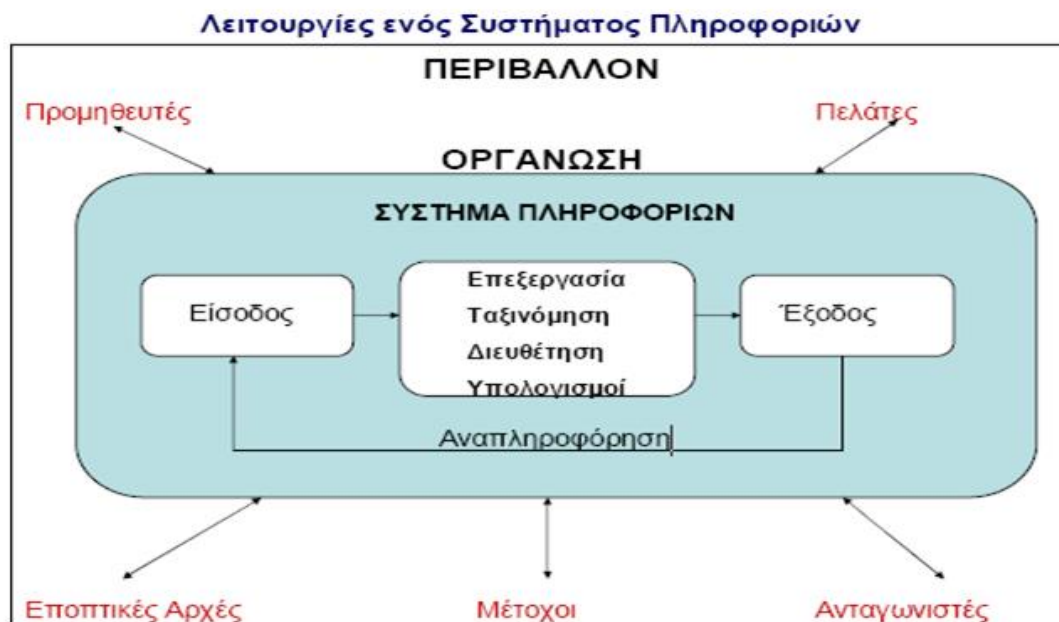 Λειτουργίες ενός Συστήματος Πληροφοριών
ΠΕΡΙΒΑΛΛΟΝ
Προμηθευτές
Πελάτες
ΟΡΓΑΝΩΣΗ
ΣΥΣΤΗΜΑ ΠΛΗΡΟΦΟΡΙΩΝ
Είσοδος
Επεξεργασία
Ταξινόμηση
Διευθέτηση
Υπολογισμοί
Έξοδος
Αναπληροφόρηση
Εποπτικές Αρχές
Μέτοχοι
Ανταγωνιστές